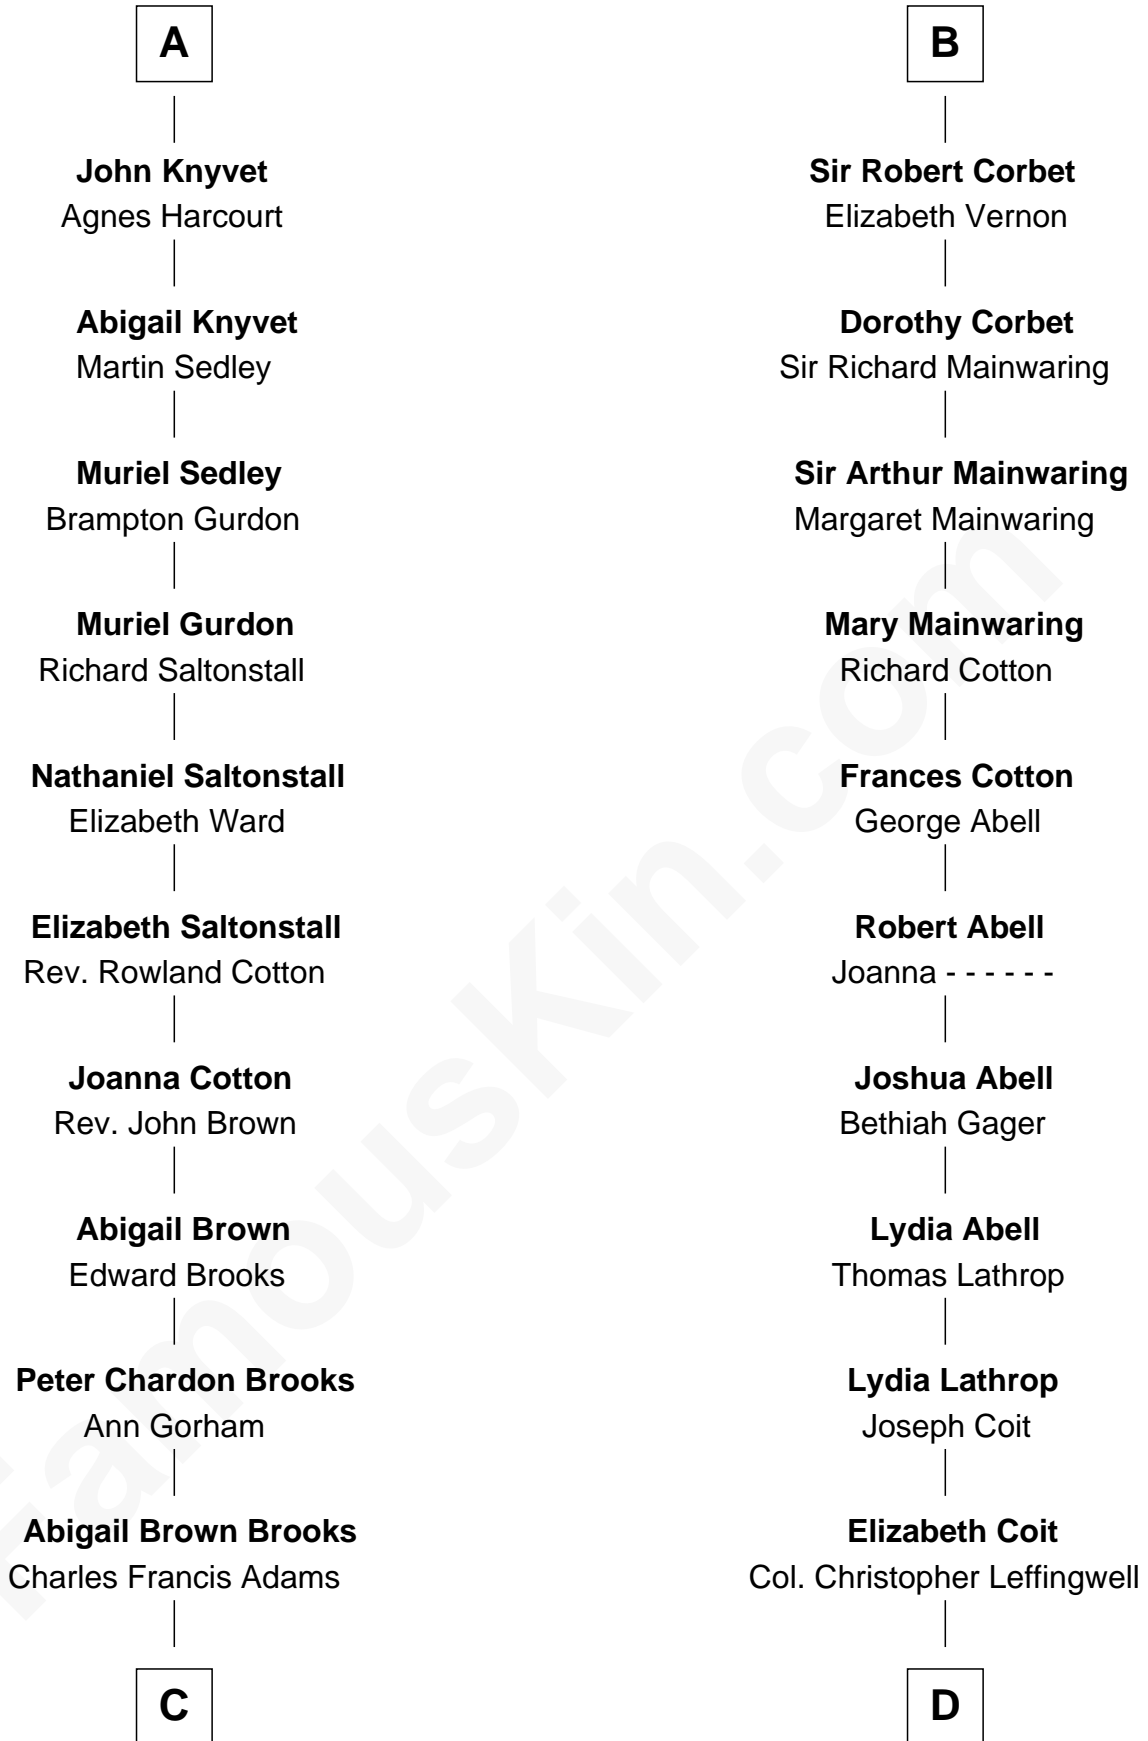 A
John Knyvet
Agnes Harcourt
Abigail Knyvet
Martin Sedley
Muriel Sedley
Brampton Gurdon
Muriel Gurdon
Richard Saltonstall
Nathaniel Saltonstall
Elizabeth Ward
Elizabeth Saltonstall
Rev. Rowland Cotton
Joanna Cotton
Rev. John Brown
Abigail Brown
Edward Brooks
Peter Chardon Brooks
Ann Gorham
Abigail Brown Brooks
Charles Francis Adams
C
B
Sir Robert Corbet
Elizabeth Vernon
Dorothy Corbet
Sir Richard Mainwaring
Sir Arthur Mainwaring
Margaret Mainwaring
Mary Mainwaring
Richard Cotton
Frances Cotton
George Abell
Robert Abell
Joanna - - - - - -
Joshua Abell
Bethiah Gager
Lydia Abell
Thomas Lathrop
Lydia Lathrop
Joseph Coit
Elizabeth Coit
Col. Christopher Leffingwell
D
FamousKin.com